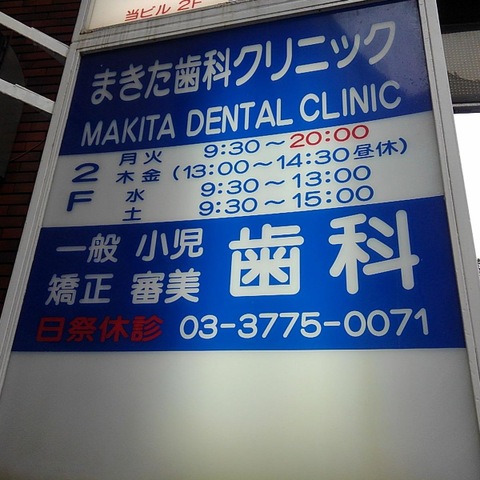 当ビル 2F
まきた歯科クリニック
MAKITA DENTAL CLINIC
2F
月火 9:30～20:00
木金 (13:00～14:30昼休)
水 9:30～13:00
土 9:30～15:00
一般 小児
矯正 審美
歯科
日祭休診 03-3775-0071